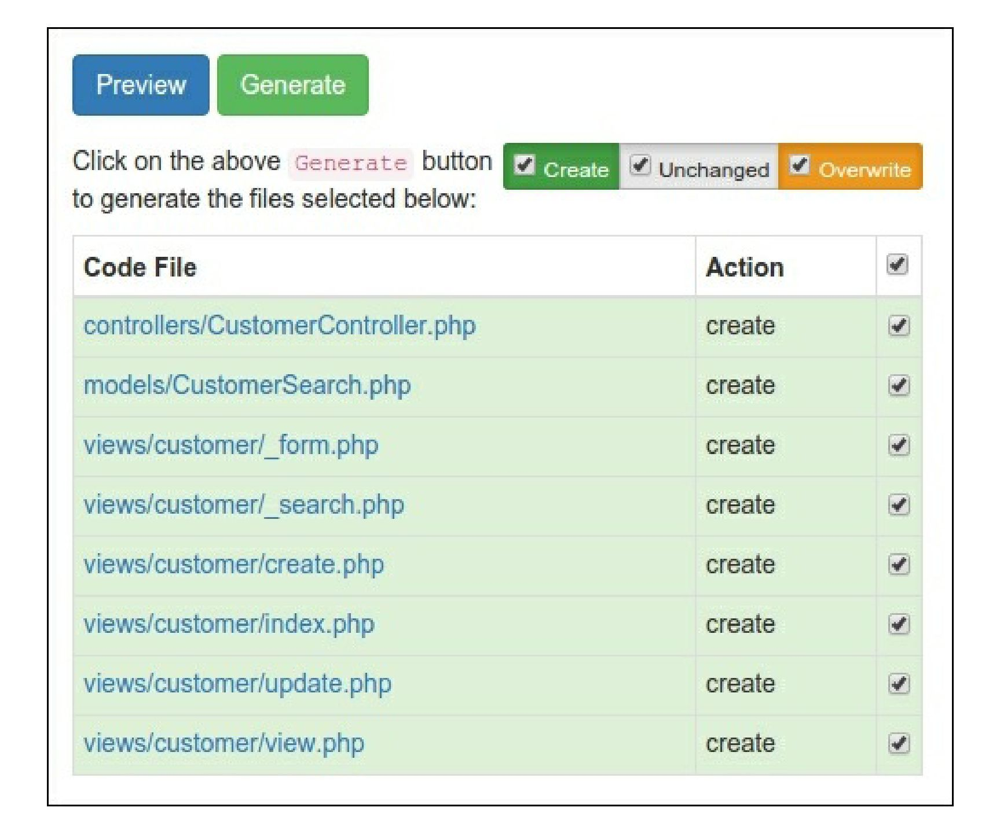 Preview Generate
Click on the above Generate button
to generate the files selected below:
Create Unchanged Overwrite
Code File Action
controllers/CustomerController.php create
models/CustomerSearch.php create
views/customer/_form.php create
views/customer/_search.php create
views/customer/create.php create
views/customer/index.php create
views/customer/update.php create
views/customer/view.php create